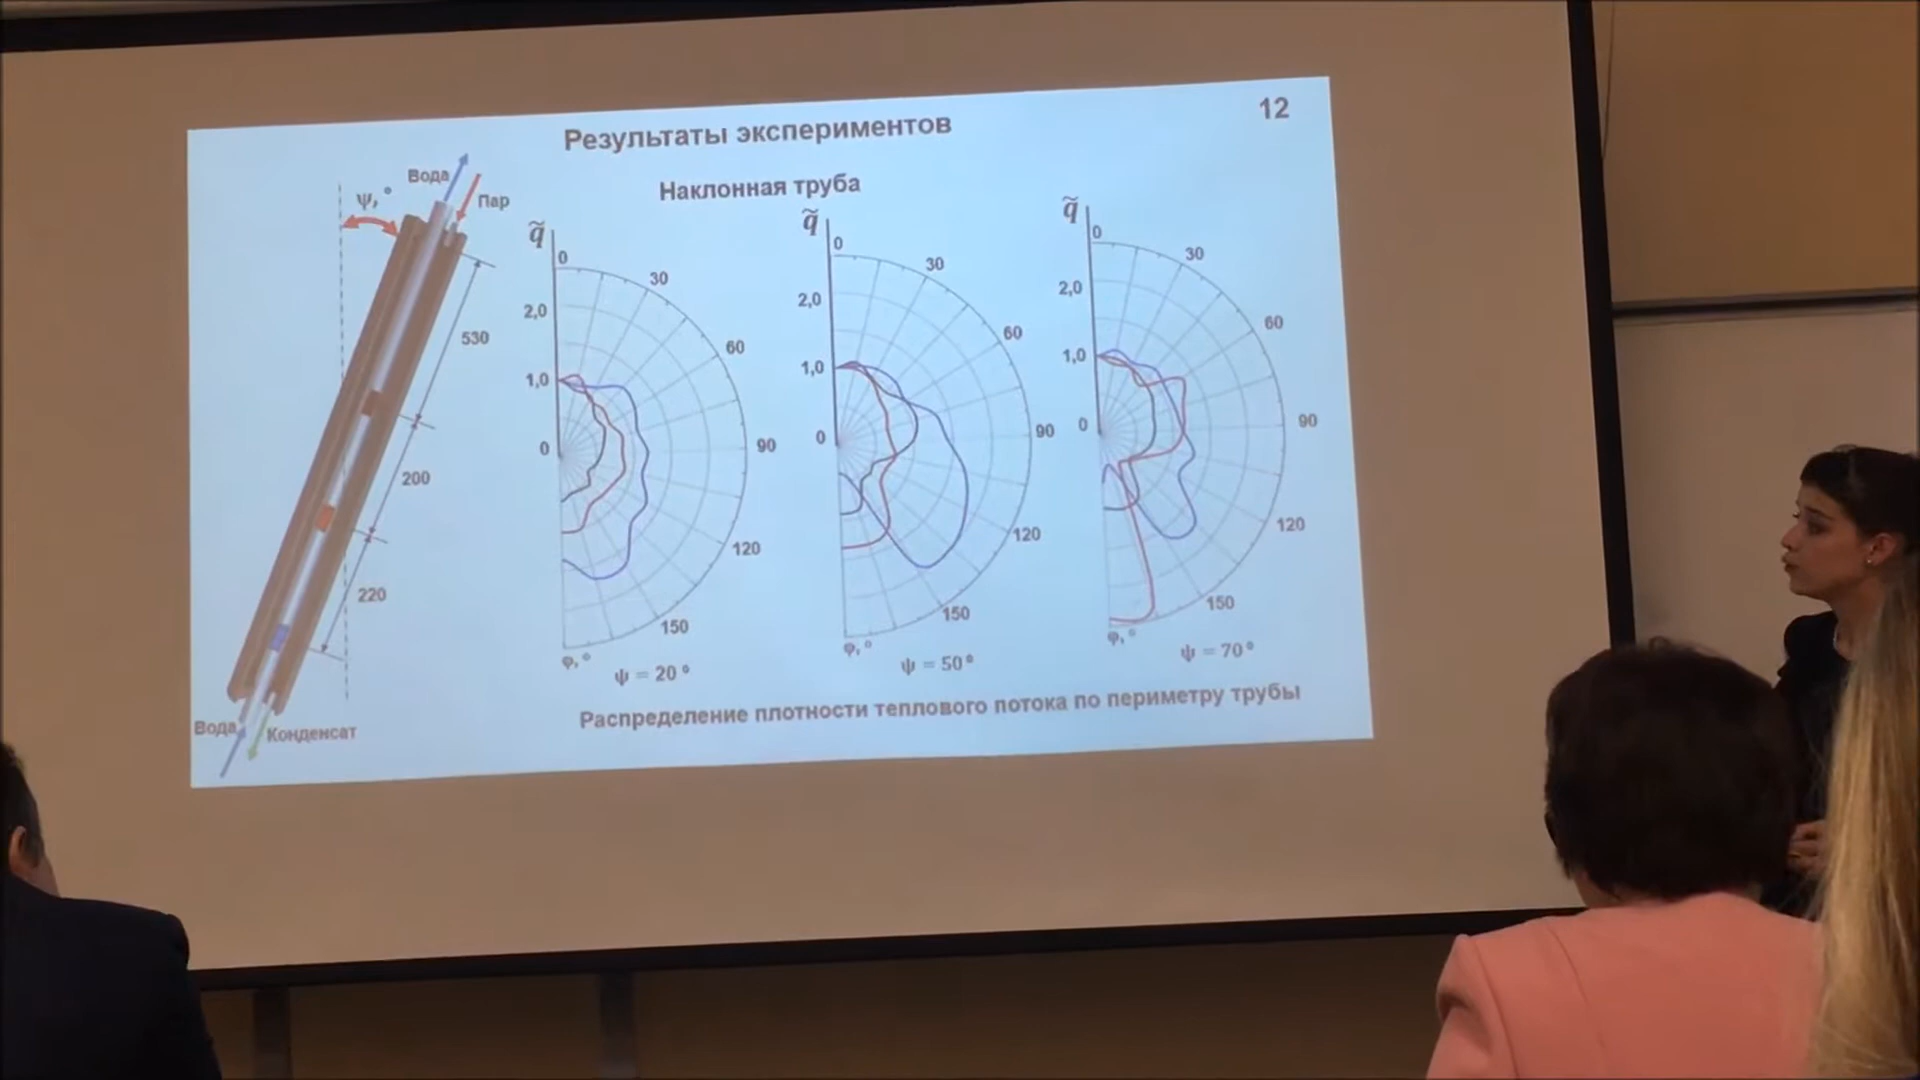 Результаты экспериментов
12
Наклонная труба
Вода
Пар
ψ, °
530
200
220
Вода
Конденсат
q̃
0
30
60
90
120
150
2,0
1,0
0
φ, °
ψ = 20 °
q̃
0
30
60
90
120
150
2,0
1,0
0
φ, °
ψ = 50 °
q̃
0
30
60
90
120
150
2,0
1,0
0
φ, °
ψ = 70 °
Распределение плотности теплового потока по периметру трубы